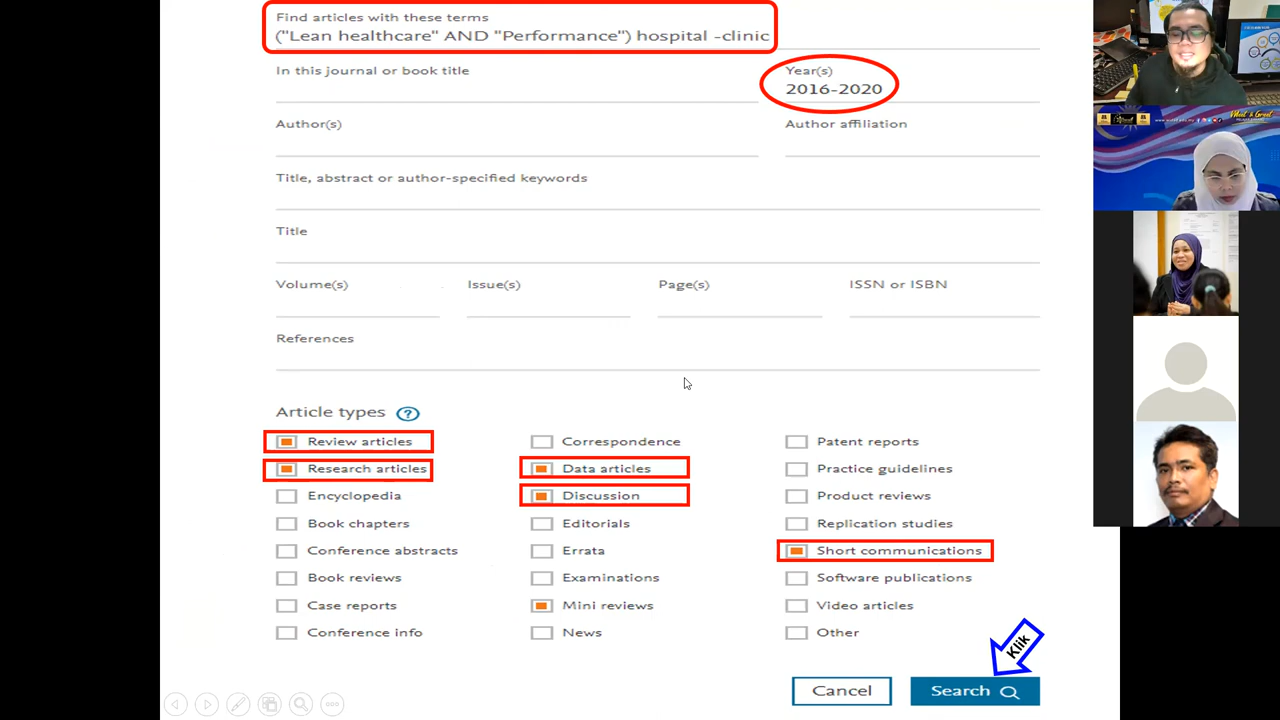 Find articles with these terms
("Lean healthcare" AND "Performance") hospital -clinic
In this journal or book title
Year(s)
2016-2020
Author(s)
Author affiliation
Title, abstract or author-specified keywords
Title
Volume(s)
Issue(s)
Page(s)
ISSN or ISBN
References
Article types ?
Review articles
Correspondence
Patent reports
Research articles
Data articles
Practice guidelines
Encyclopedia
Discussion
Product reviews
Book chapters
Editorials
Replication studies
Conference abstracts
Errata
Short communications
Book reviews
Examinations
Software publications
Case reports
Mini reviews
Video articles
Conference info
News
Other
Klik
Cancel
Search